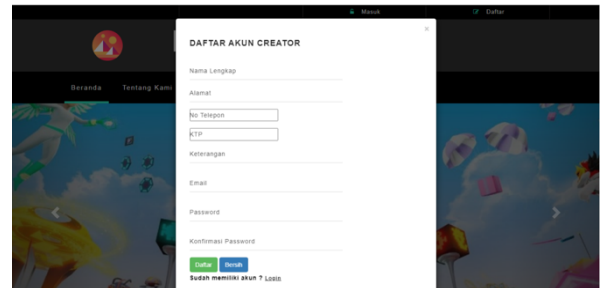 Masuk
Daftar
×
DAFTAR AKUN CREATOR
Nama Lengkap
Beranda
Tentang Kami
Alamat
No Telepon
KTP
Keterangan
Email
Password
Konfirmasi Password
Daftar
Bersih
Sudah memiliki akun ? Login